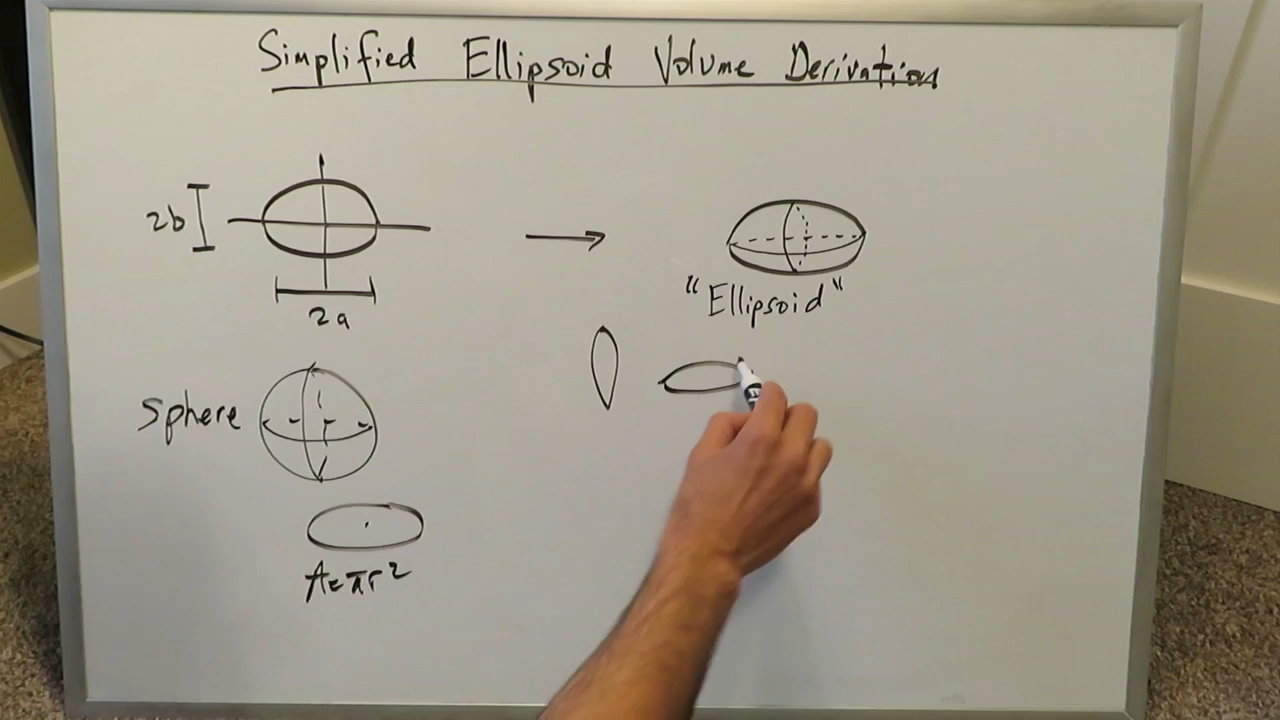 Simplified Ellipsoid Volume Derivation
2b
2a
"Ellipsoid"
Sphere
A=πr²